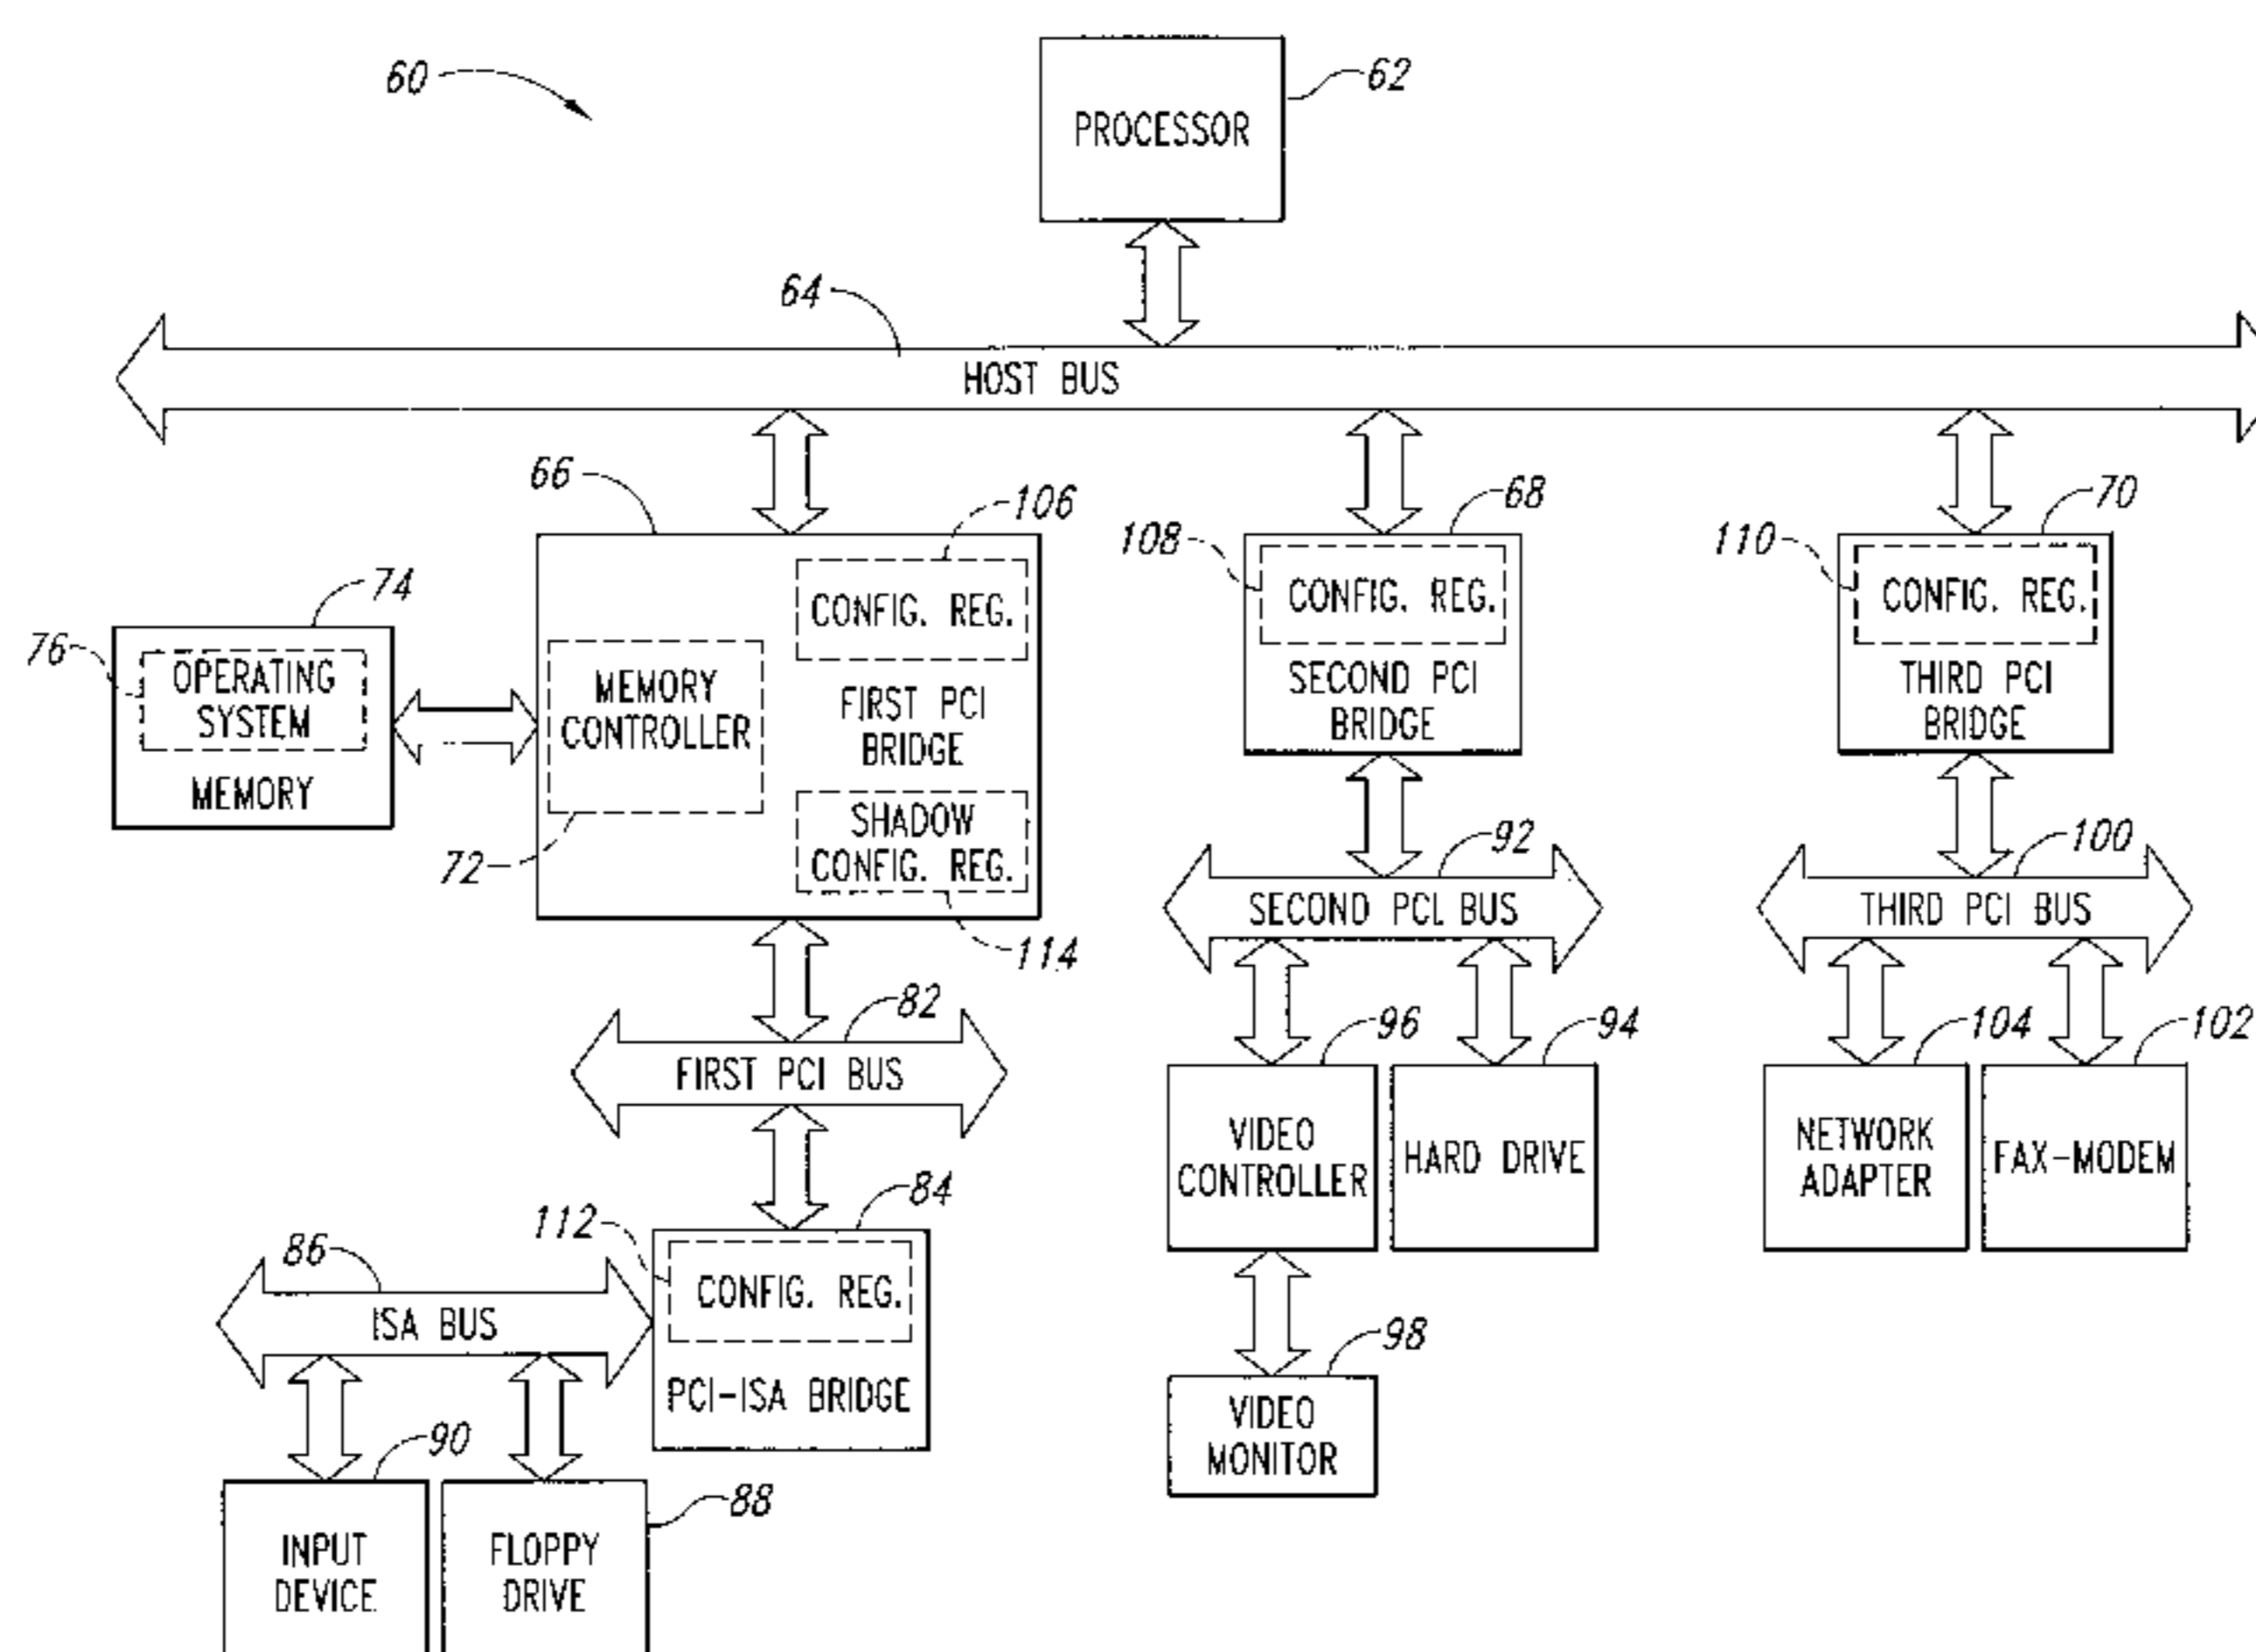 60
62
PROCESSOR
64
HOST BUS
66
106
68
70
108
110
CONFIG. REG.
CONFIG. REG.
CONFIG. REG.
74
76
OPERATING
SYSTEM
MEMORY
MEMORY
CONTROLLER
FIRST PCI
BRIDGE
SECOND PCI
BRIDGE
THIRD PCI
BRIDGE
SHADOW
CONFIG. REG.
72
114
92
100
SECOND PCI BUS
THIRD PCI BUS
82
FIRST PCI BUS
96
94
104
102
VIDEO
CONTROLLER
HARD DRIVE
NETWORK
ADAPTER
FAX-MODEM
84
112
86
CONFIG. REG.
ISA BUS
PCI-ISA BRIDGE
98
VIDEO
MONITOR
90
88
INPUT
DEVICE
FLOPPY
DRIVE